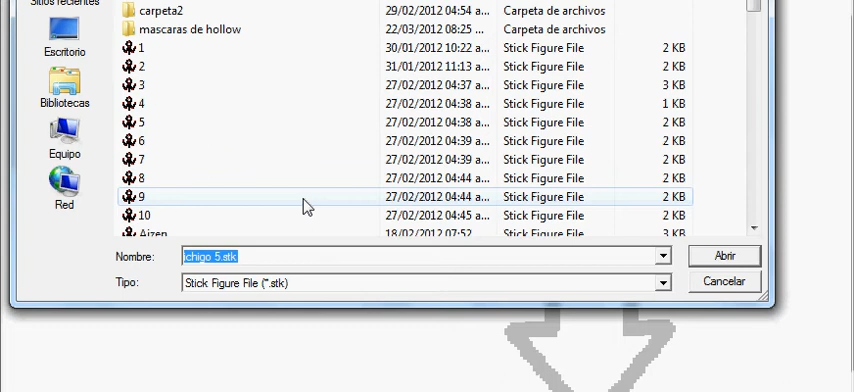 Sitios recientes
carpeta2 29/02/2012 04:54 a... Carpeta de archivos
mascaras de hollow 22/03/2012 08:25 ... Carpeta de archivos
Escritorio
1 30/01/2012 10:22 a... Stick Figure File 2 KB
2 31/01/2012 11:13 a... Stick Figure File 2 KB
3 27/02/2012 04:37 a... Stick Figure File 3 KB
Bibliotecas
4 27/02/2012 04:38 a... Stick Figure File 1 KB
5 27/02/2012 04:38 a... Stick Figure File 2 KB
6 27/02/2012 04:39 a... Stick Figure File 2 KB
Equipo
7 27/02/2012 04:39 a... Stick Figure File 2 KB
8 27/02/2012 04:44 a... Stick Figure File 2 KB
9 27/02/2012 04:44 a... Stick Figure File 2 KB
Red
10 27/02/2012 04:45 a... Stick Figure File 2 KB
Aizen 18/02/2012 07:52 Stick Figure File 2 KB
Nombre: ichigo 5.stk Abrir
Tipo: Stick Figure File (*.stk) Cancelar